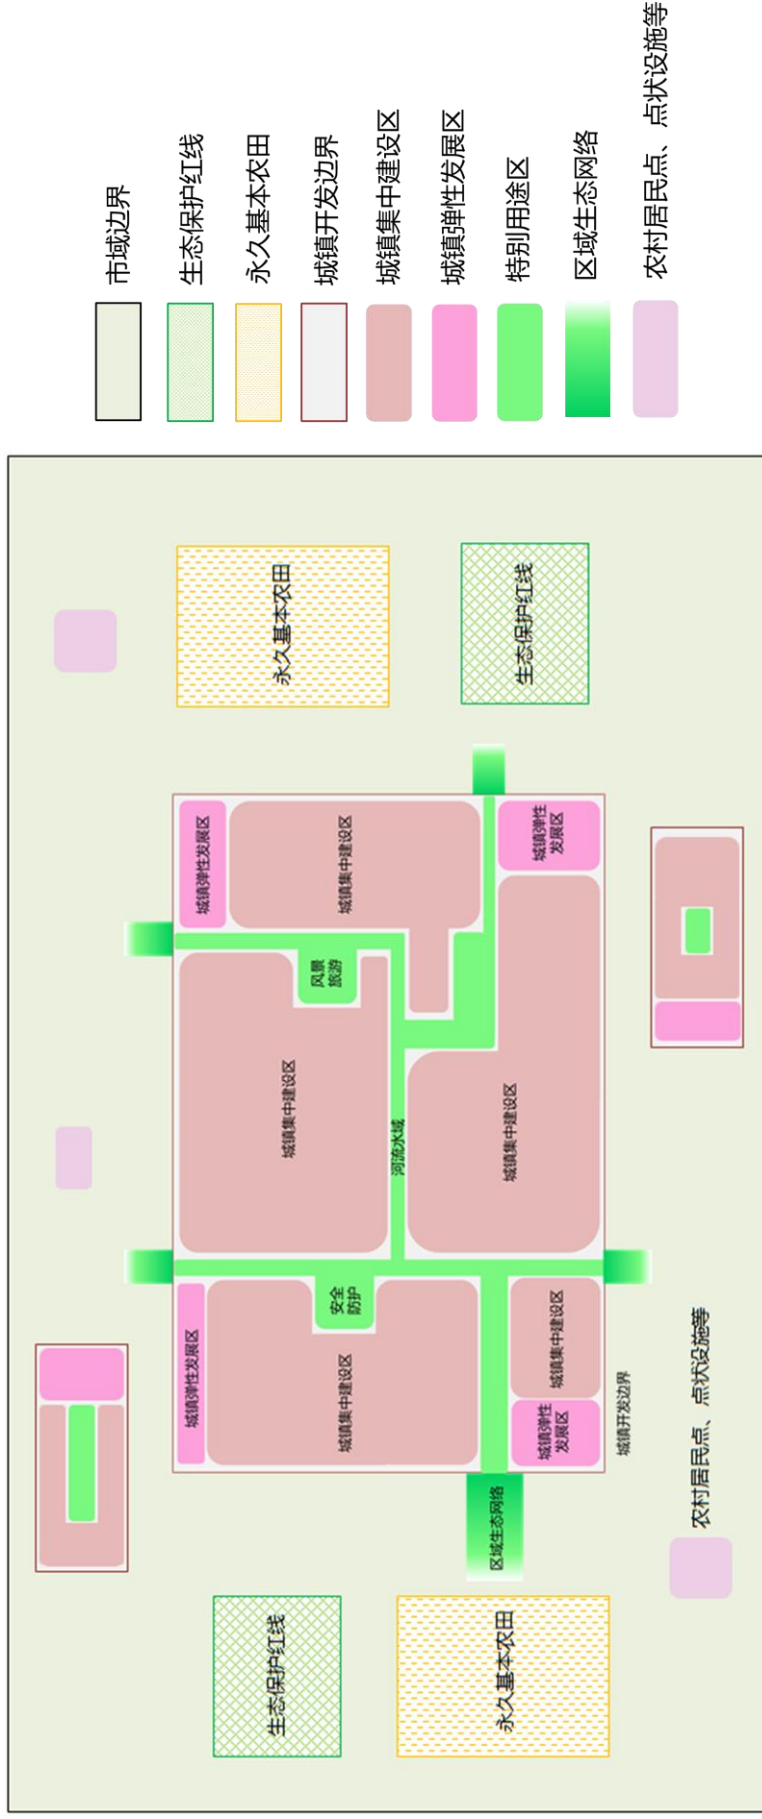 生态保护红线
永久基本农田
区域生态网络
城镇弹性发展区
城镇集中建设区
安全
防护
城镇弹性
发展区
城镇集中建设区
城镇开发边界
农村居民点、点状设施等
城镇集中建设区
河流水域
城镇集中建设区
风景
旅游
城镇弹性发展区
城镇集中建设区
城镇弹性
发展区
永久基本农田
生态保护红线
市域边界
生态保护红线
永久基本农田
城镇开发边界
城镇集中建设区
城镇弹性发展区
特别用途区
区域生态网络
农村居民点、点状设施等